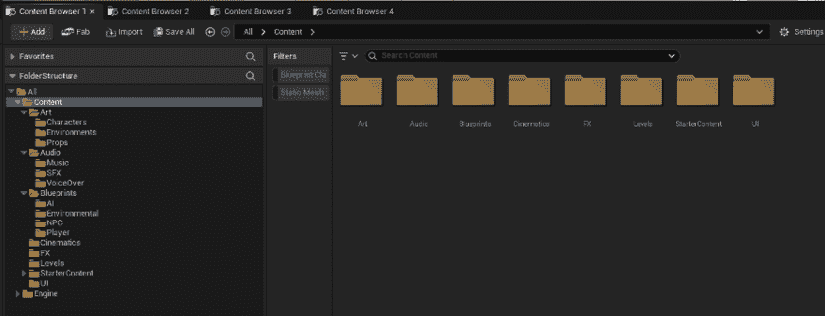 Content Browser 1 Content Browser 2 Content Browser 3 Content Browser 4
+ Add Fab Import Save All All > Content > Settings
Favorites
FolderStructure
All
Content
Art
Characters
Environments
Props
Audio
Music
SFX
VoiceOver
Blueprints
AI
Environmental
NPC
Player
Cinematics
FX
Levels
StarterContent
UI
Engine
Filters
Blueprint Cla
Static Mesh
Search Content
Art Audio Blueprints Cinematics FX Levels StarterContent UI